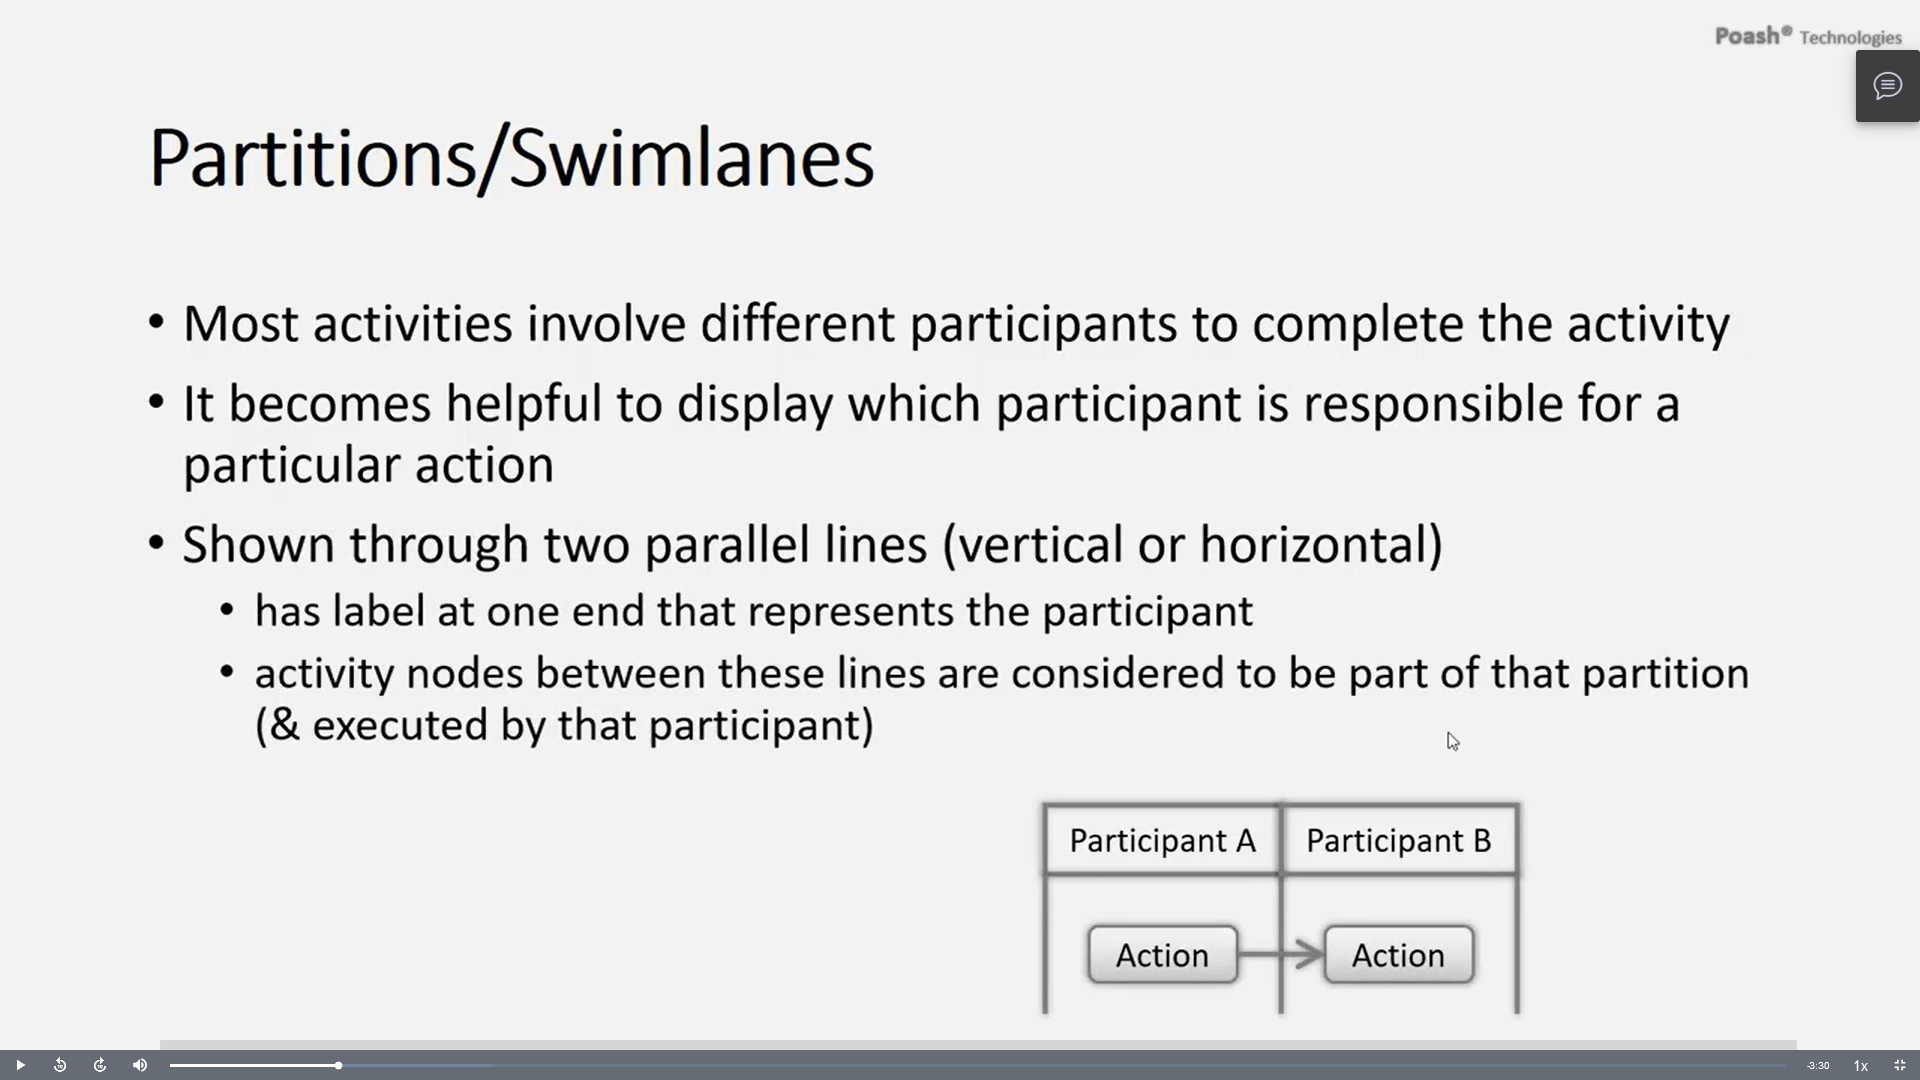 Poash® Technologies
Partitions/Swimlanes
• Most activities involve different participants to complete the activity
• It becomes helpful to display which participant is responsible for a
particular action
• Shown through two parallel lines (vertical or horizontal)
• has label at one end that represents the participant
• activity nodes between these lines are considered to be part of that partition
(& executed by that participant)
Participant A Participant B
Action Action
-3:30 1x